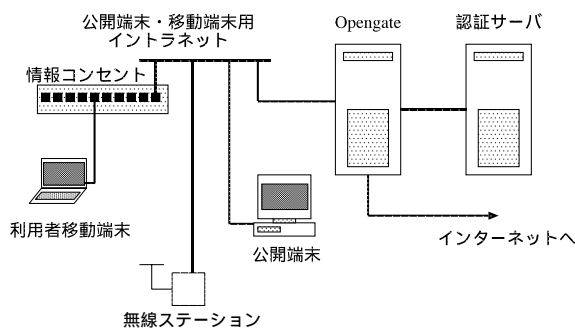 公開端末・移動端末用
イントラネット
Opengate
認証サーバ
情報コンセント
利用者移動端末
公開端末
インターネットへ
無線ステーション